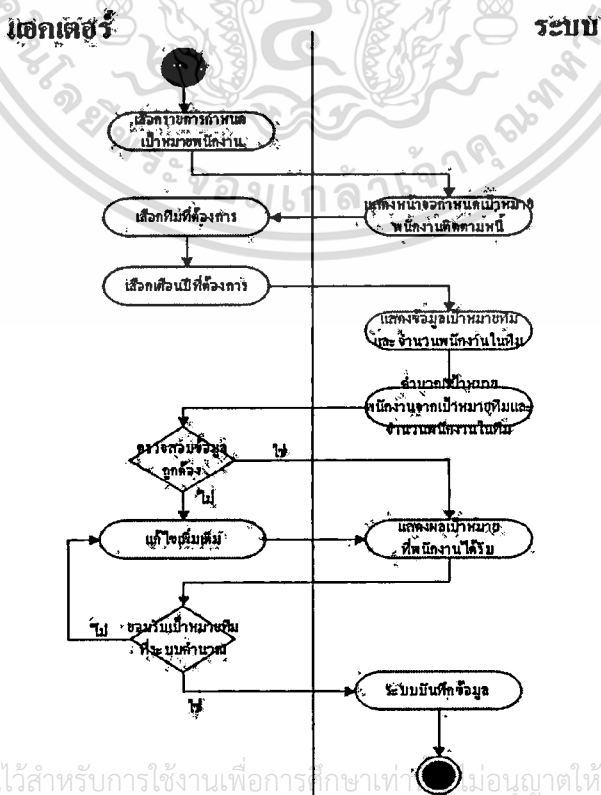 แอคเตอร์
ระบบ
เลือกรายการกำหนด
เป้าหมายพนักงาน
แสดงหน้าจอกำหนดเป้าหมาย
พนักงานติดตามหนี้
เลือกทีมที่ต้องการ
เลือกเดือนปีที่ต้องการ
แสดงข้อมูลเป้าหมายทีม
และจำนวนพนักงานในทีม
คำนวณเป้าหมาย
พนักงานจากเป้าหมายทีมและ
จำนวนพนักงานในทีม
ตรวจสอบข้อมูล
ถูกต้อง
ใช่
ไม่
แก้ไขเพิ่มเติม
แสดงผลเป้าหมาย
ที่พนักงานได้รับ
ยอมรับเป้าหมายทีม
ที่ระบบคำนวณ
ไม่
ใช่
ระบบบันทึกข้อมูล
ไว้สำหรับการใช้งานเพื่อการศึกษาเท่า
ไม่อนุญาตให้